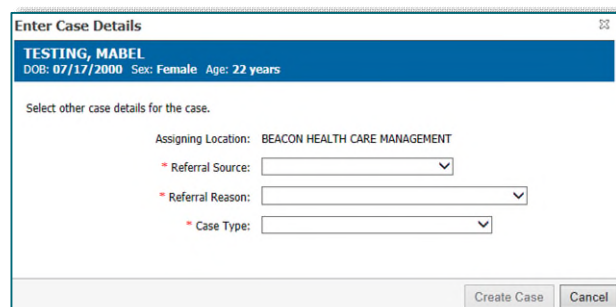 Enter Case Details
TESTING, MABEL
DOB: 07/17/2000 Sex: Female Age: 22 years
Select other case details for the case.
Assigning Location: BEACON HEALTH CARE MANAGEMENT
* Referral Source:
* Referral Reason:
* Case Type:
Create Case Cancel